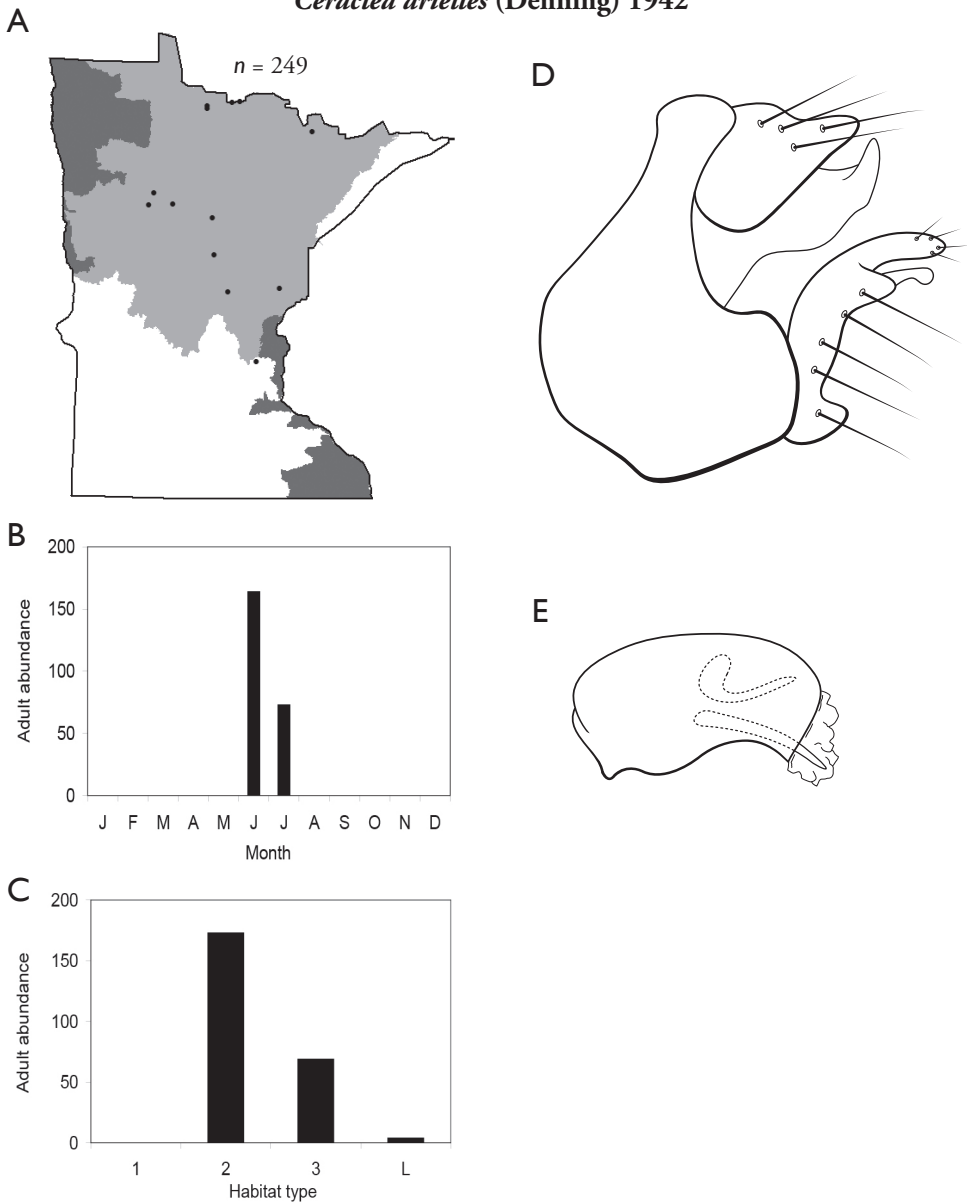 Ceraclea arielles (Denning) 1942
A
n = 249
D
B
200
150
100
50
0
Adult abundance
J F M A M J J A S O N D
Month
E
C
200
150
100
50
0
Adult abundance
1 2 3 L
Habitat type